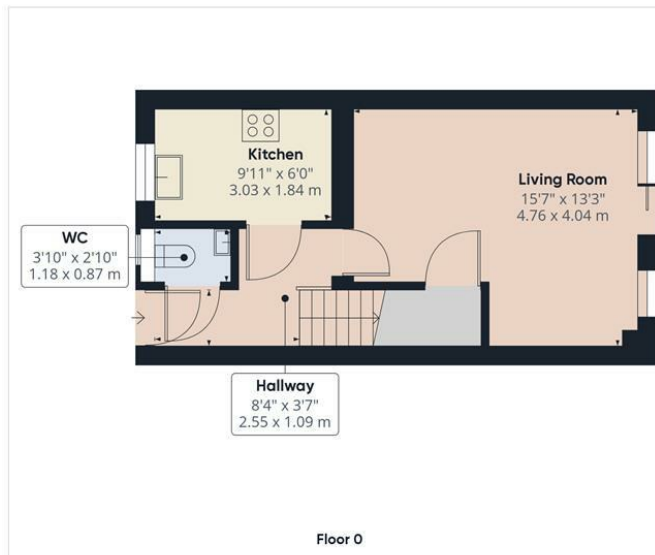 Kitchen
9'11" x 6'0"
3.03 x 1.84 m
Living Room
15'7" x 13'3"
4.76 x 4.04 m
WC
3'10" x 2'10"
1.18 x 0.87 m
Hallway
8'4" x 3'7"
2.55 x 1.09 m
Floor 0